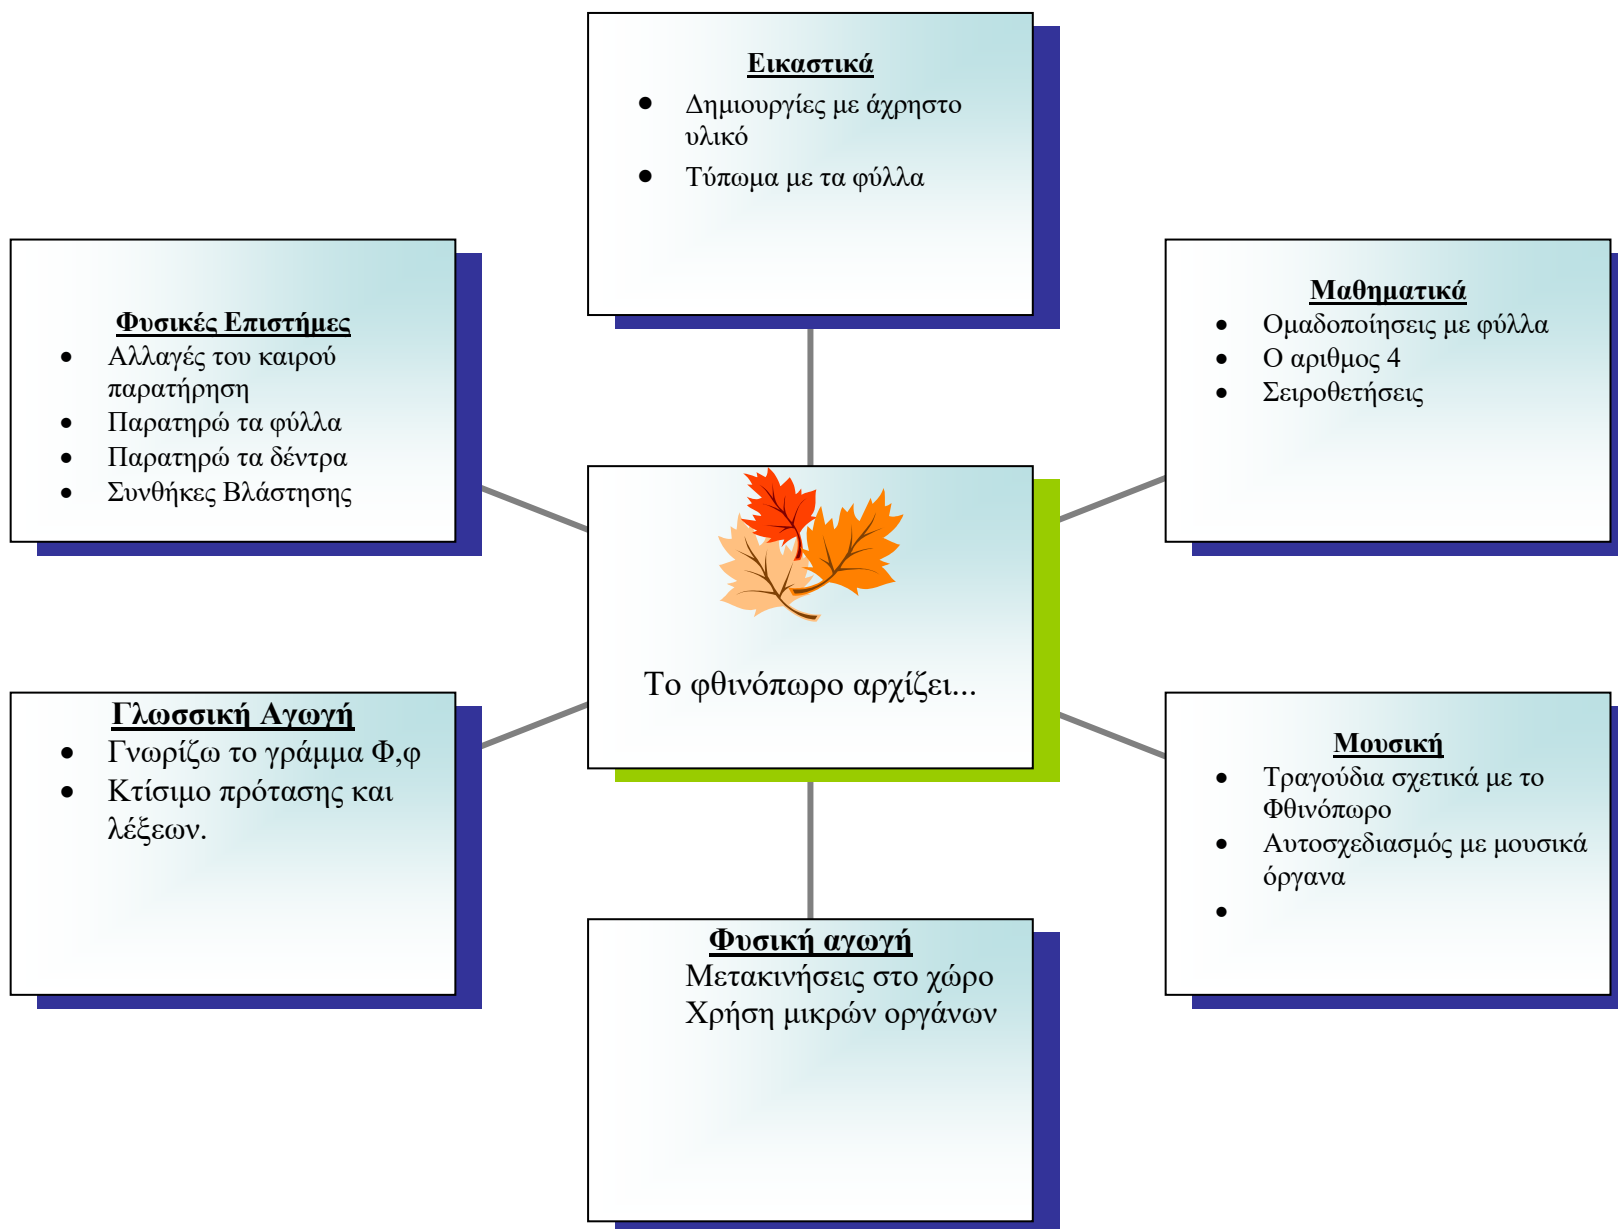 Εικαστικά
• Δημιουργίες με άχρηστο
υλικό
• Τύπωμα με τα φύλλα
Φυσικές Επιστήμες
• Αλλαγές του καιρού
παρατήρηση
• Παρατηρώ τα φύλλα
• Παρατηρώ τα δέντρα
• Συνθήκες Βλάστησης
Μαθηματικά
• Ομαδοποίησεις με φύλλα
• Ο αριθμος 4
• Σειροθετήσεις
Το φθινόπωρο αρχίζει...
Γλωσσική Αγωγή
• Γνωρίζω το γράμμα Φ,φ
• Κτίσιμο πρότασης και
λέξεων.
Μουσική
• Τραγούδια σχετικά με το
Φθινόπωρο
• Αυτοσχεδιασμός με μουσικά
όργανα
•
Φυσική αγωγή
Μετακινήσεις στο χώρο
Χρήση μικρών οργάνων